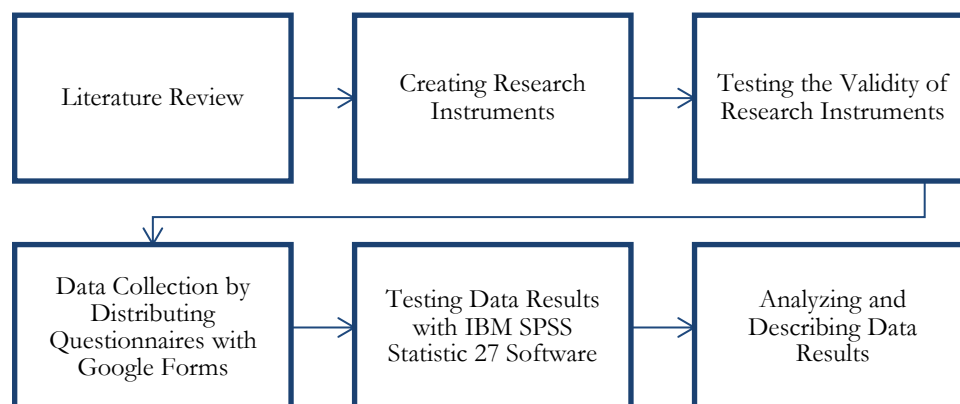 Literature Review
Creating Research
Instruments
Testing the Validity of
Research Instruments
Data Collection by
Distributing
Questionnaires with
Google Forms
Testing Data Results
with IBM SPSS
Statistic 27 Software
Analyzing and
Describing Data
Results